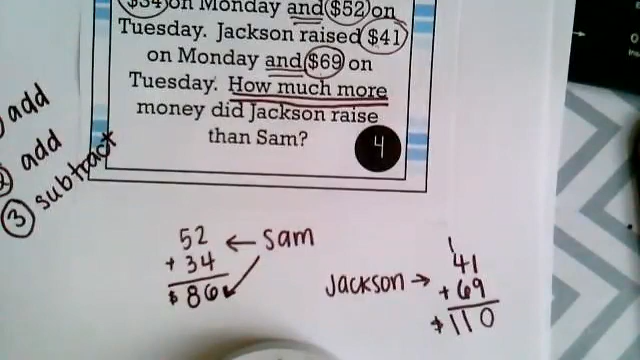 $34 on Monday and $52 on
Tuesday. Jackson raised $41
on Monday and $69 on
Tuesday. How much more
money did Jackson raise
than Sam?
4
add
2 add
3 subtract
52 ← Sam
+ 34
$ 86
1
Jackson → 41
+ 69
$110